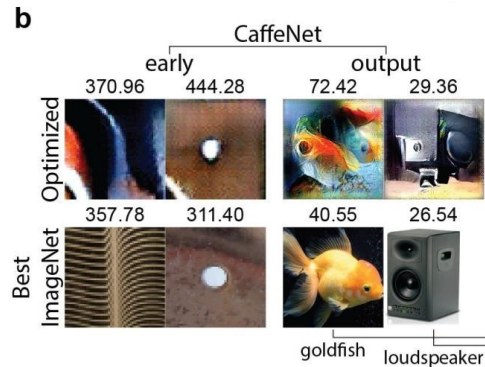 b
CaffeNet
early output
370.96 444.28 72.42 29.36
Optimized
357.78 311.40 40.55 26.54
Best
ImageNet
goldfish
loudspeaker